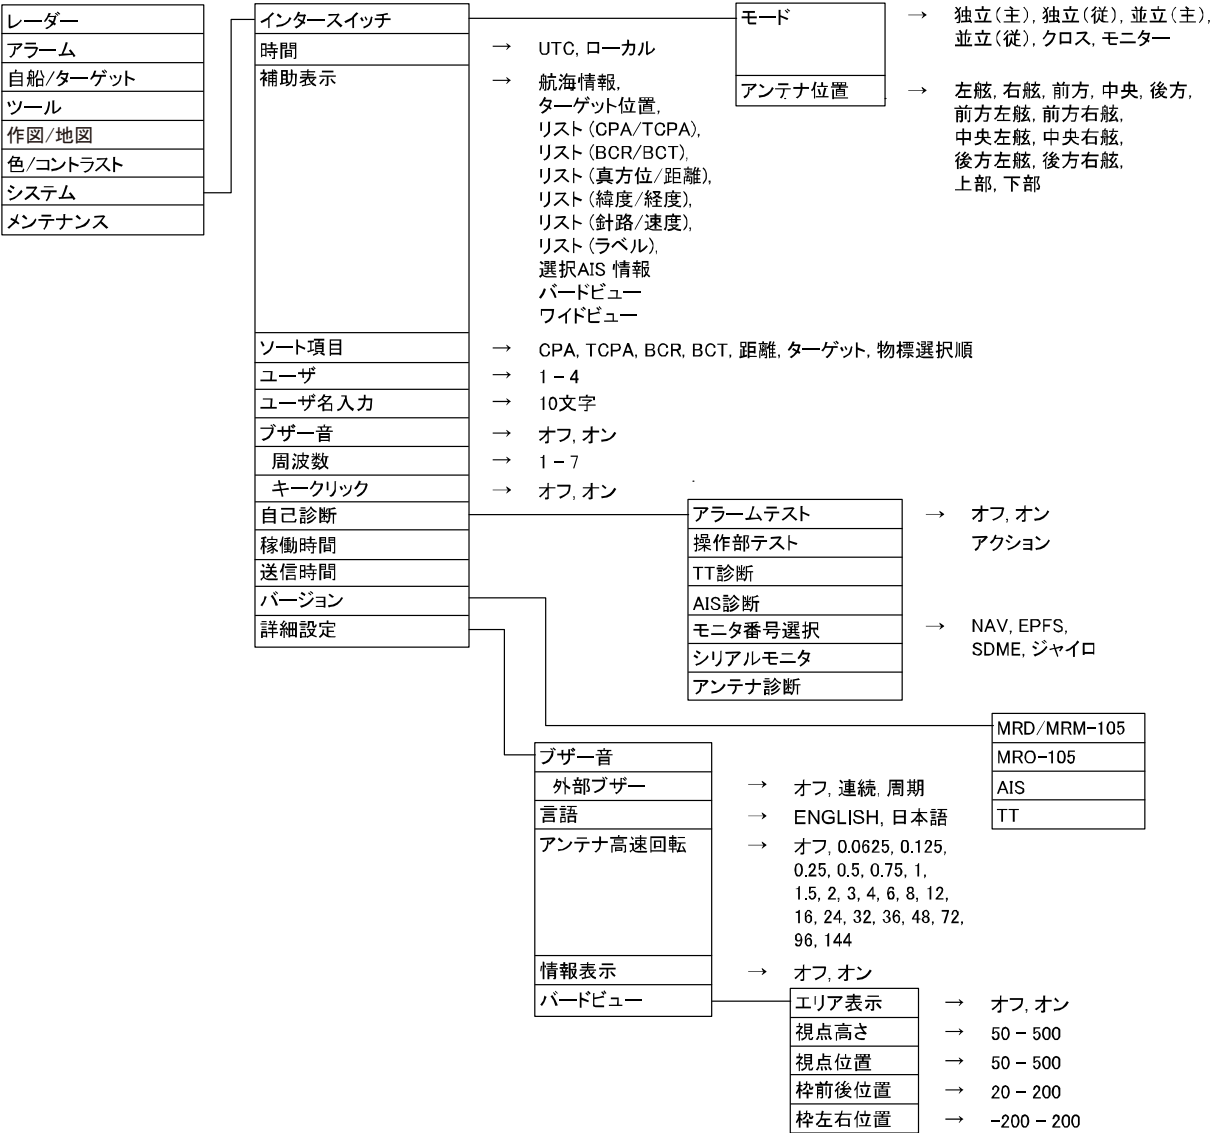 レーダー
アラーム
自船/ターゲット
ツール
作図/地図
色/コントラスト
システム
メンテナンス
インタースイッチ
時間
補助表示
ソート項目
ユーザ
ユーザ名入力
ブザー音
周波数
キークリック
自己診断
稼働時間
送信時間
バージョン
詳細設定
モード
→ 独立(主), 独立(従), 並立(主),
並立(従), クロス, モニター
アンテナ位置
→ 左舷, 右舷, 前方, 中央, 後方,
前方左舷, 前方右舷,
中央左舷, 中央右舷,
後方左舷, 後方右舷,
上部, 下部
→ UTC, ローカル
→ 航海情報,
ターゲット位置,
リスト (CPA/TCPA),
リスト (BCR/BCT),
リスト (真方位/距離),
リスト (緯度/経度),
リスト (針路/速度),
リスト (ラベル),
選択AIS 情報
バードビュー
ワイドビュー
→ CPA, TCPA, BCR, BCT, 距離, ターゲット, 物標選択順
→ 1 – 4
→ 10文字
→ オフ, オン
→ 1 – 7
→ オフ, オン
アラームテスト → オフ, オン
操作部テスト アクション
TT診断
AIS診断
モニタ番号選択 → NAV, EPFS,
SDME, ジャイロ
シリアルモニタ
アンテナ診断
MRD/MRM-105
MRO-105
AIS
TT
ブザー音
外部ブザー → オフ, 連続, 周期
言語 → ENGLISH, 日本語
アンテナ高速回転 → オフ, 0.0625, 0.125,
0.25, 0.5, 0.75, 1,
1.5, 2, 3, 4, 6, 8, 12,
16, 24, 32, 36, 48, 72,
96, 144
情報表示 → オフ, オン
バードビュー
エリア表示 → オフ, オン
視点高さ → 50 – 500
視点位置 → 50 – 500
枠前後位置 → 20 – 200
枠左右位置 → -200 – 200